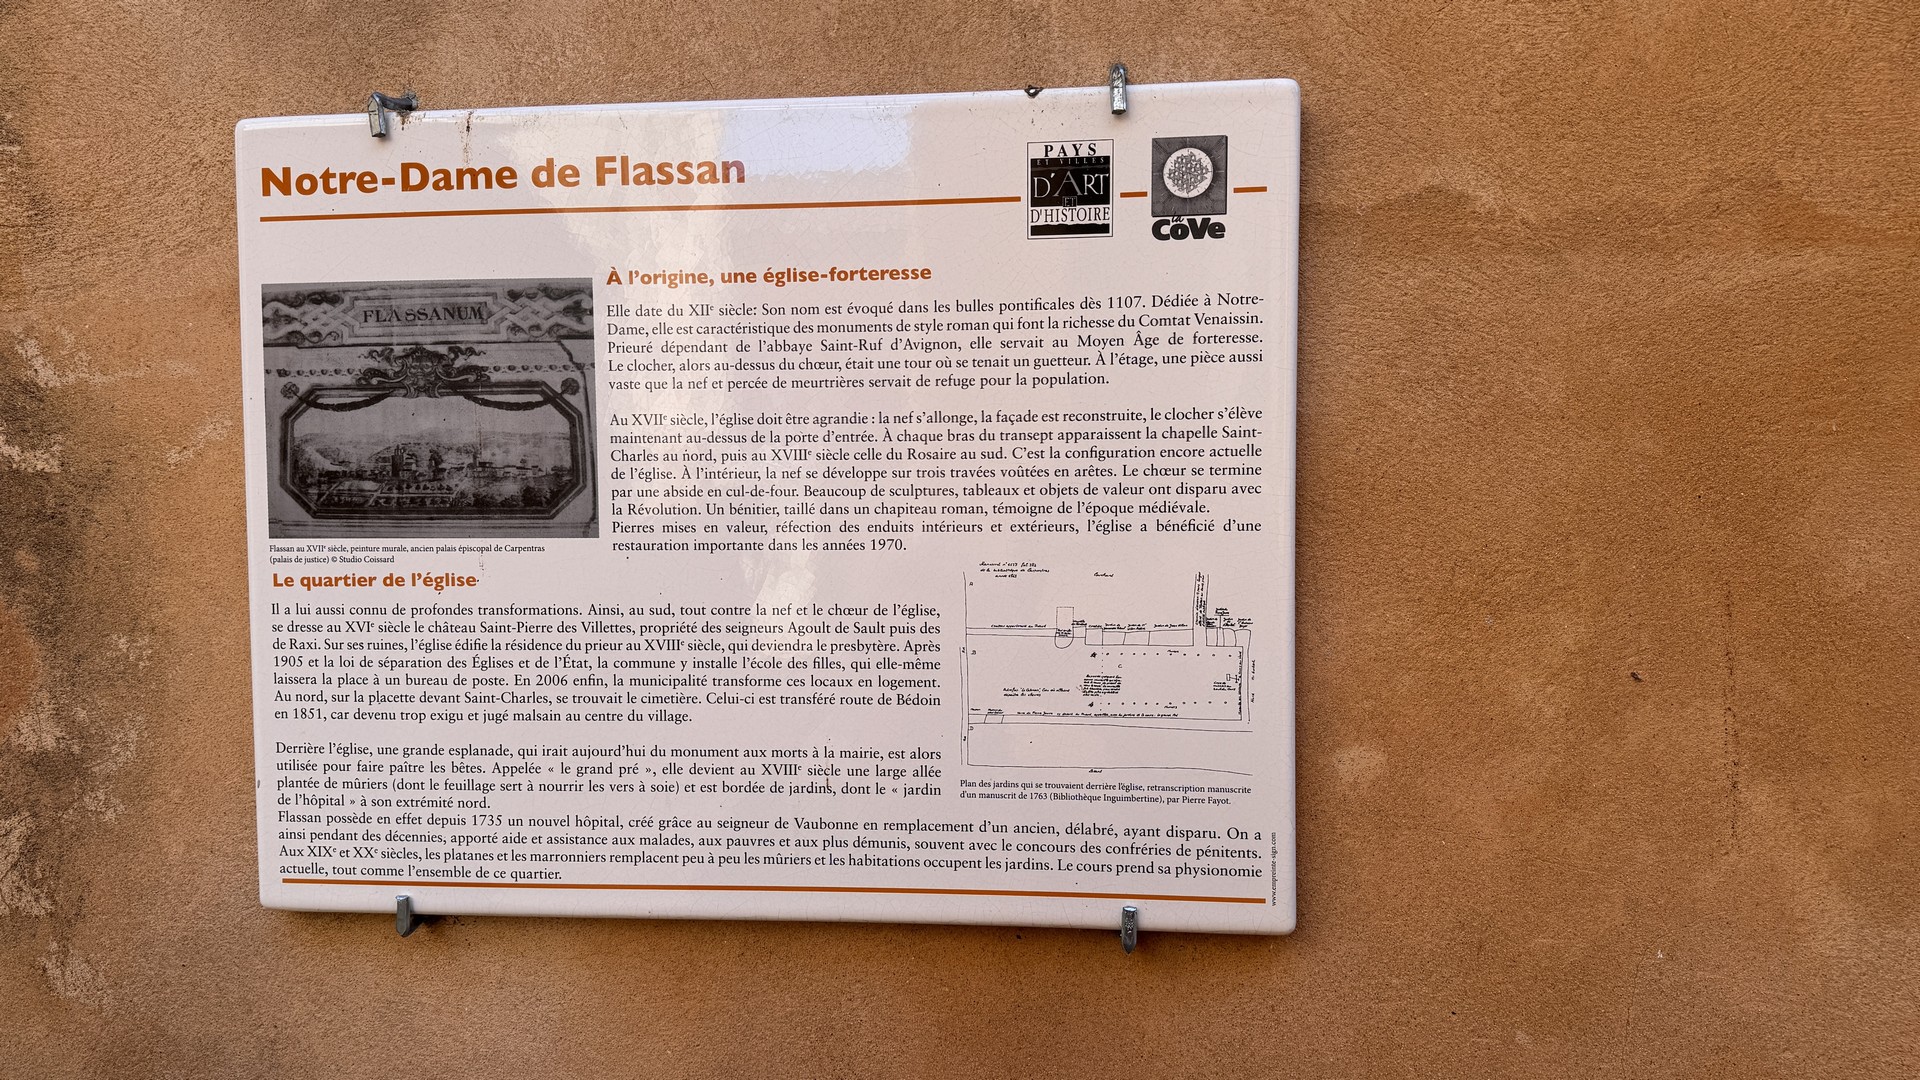 Notre-Dame de Flassan
PAYS
ET VILLES
D'ART
ET
D'HISTOIRE
la
CoVe
FLASSANUM
Flassan au XVIIe siècle, peinture murale, ancien palais épiscopal de Carpentras
(palais de justice) © Studio Coissard
À l'origine, une église-forteresse
Elle date du XIIe siècle: Son nom est évoqué dans les bulles pontificales dès 1107. Dédiée à Notre-
Dame, elle est caractéristique des monuments de style roman qui font la richesse du Comtat Venaissin.
Prieuré dépendant de l'abbaye Saint-Ruf d'Avignon, elle servait au Moyen Âge de forteresse.
Le clocher, alors au-dessus du chœur, était une tour où se tenait un guetteur. À l'étage, une pièce aussi
vaste que la nef et percée de meurtrières servait de refuge pour la population.
Au XVIIe siècle, l'église doit être agrandie : la nef s'allonge, la façade est reconstruite, le clocher s'élève
maintenant au-dessus de la porte d'entrée. À chaque bras du transept apparaissent la chapelle Saint-
Charles au nord, puis au XVIIIe siècle celle du Rosaire au sud. C'est la configuration encore actuelle
de l'église. À l'intérieur, la nef se développe sur trois travées voûtées en arêtes. Le chœur se termine
par une abside en cul-de-four. Beaucoup de sculptures, tableaux et objets de valeur ont disparu avec
la Révolution. Un bénitier, taillé dans un chapiteau roman, témoigne de l'époque médiévale.
Pierres mises en valeur, réfection des enduits intérieurs et extérieurs, l'église a bénéficié d'une
restauration importante dans les années 1970.
Le quartier de l'église
Il a lui aussi connu de profondes transformations. Ainsi, au sud, tout contre la nef et le chœur de l'église,
se dresse au XVIe siècle le château Saint-Pierre des Villettes, propriété des seigneurs Agoult de Sault puis des
de Raxi. Sur ses ruines, l'église édifie la résidence du prieur au XVIIIe siècle, qui deviendra le presbytère. Après
1905 et la loi de séparation des Églises et de l'État, la commune y installe l'école des filles, qui elle-même
laissera la place à un bureau de poste. En 2006 enfin, la municipalité transforme ces locaux en logement.
Au nord, sur la placette devant Saint-Charles, se trouvait le cimetière. Celui-ci est transféré route de Bédoin
en 1851, car devenu trop exigu et jugé malsain au centre du village.
Derrière l'église, une grande esplanade, qui irait aujourd'hui du monument aux morts à la mairie, est alors
utilisée pour faire paître les bêtes. Appelée « le grand pré », elle devient au XVIIIe siècle une large allée
plantée de mûriers (dont le feuillage sert à nourrir les vers à soie) et est bordée de jardins, dont le « jardin
de l'hôpital » à son extrémité nord.
Flassan possède en effet depuis 1735 un nouvel hôpital, créé grâce au seigneur de Vaubonne en remplacement d'un ancien, délabré, ayant disparu. On a
ainsi pendant des décennies, apporté aide et assistance aux malades, aux pauvres et aux plus démunis, souvent avec le concours des confréries de pénitents.
Aux XIXe et XXe siècles, les platanes et les marronniers remplacent peu à peu les mûriers et les habitations occupent les jardins. Le cours prend sa physionomie
actuelle, tout comme l'ensemble de ce quartier.
Plan des jardins qui se trouvaient derrière l'église, retranscription manuscrite
d'un manuscrit de 1763 (Bibliothèque Inguimbertine), par Pierre Fayot.
www.empreinte-sign.com